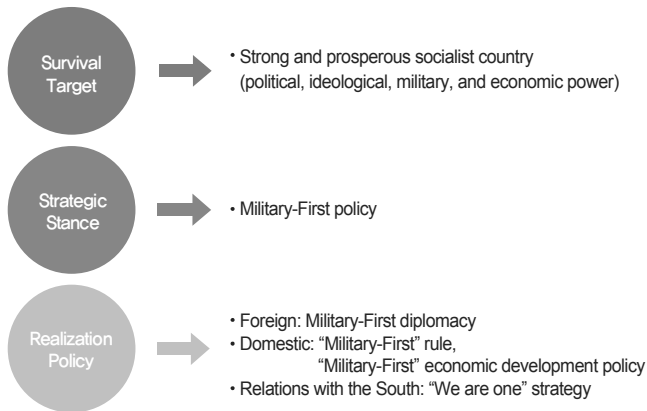 Survival
Target
• Strong and prosperous socialist country
(political, ideological, military, and economic power)
Strategic
Stance
• Military-First policy
Realization
Policy
• Foreign: Military-First diplomacy
• Domestic: “Military-First” rule,
“Military-First” economic development policy
• Relations with the South: “We are one” strategy